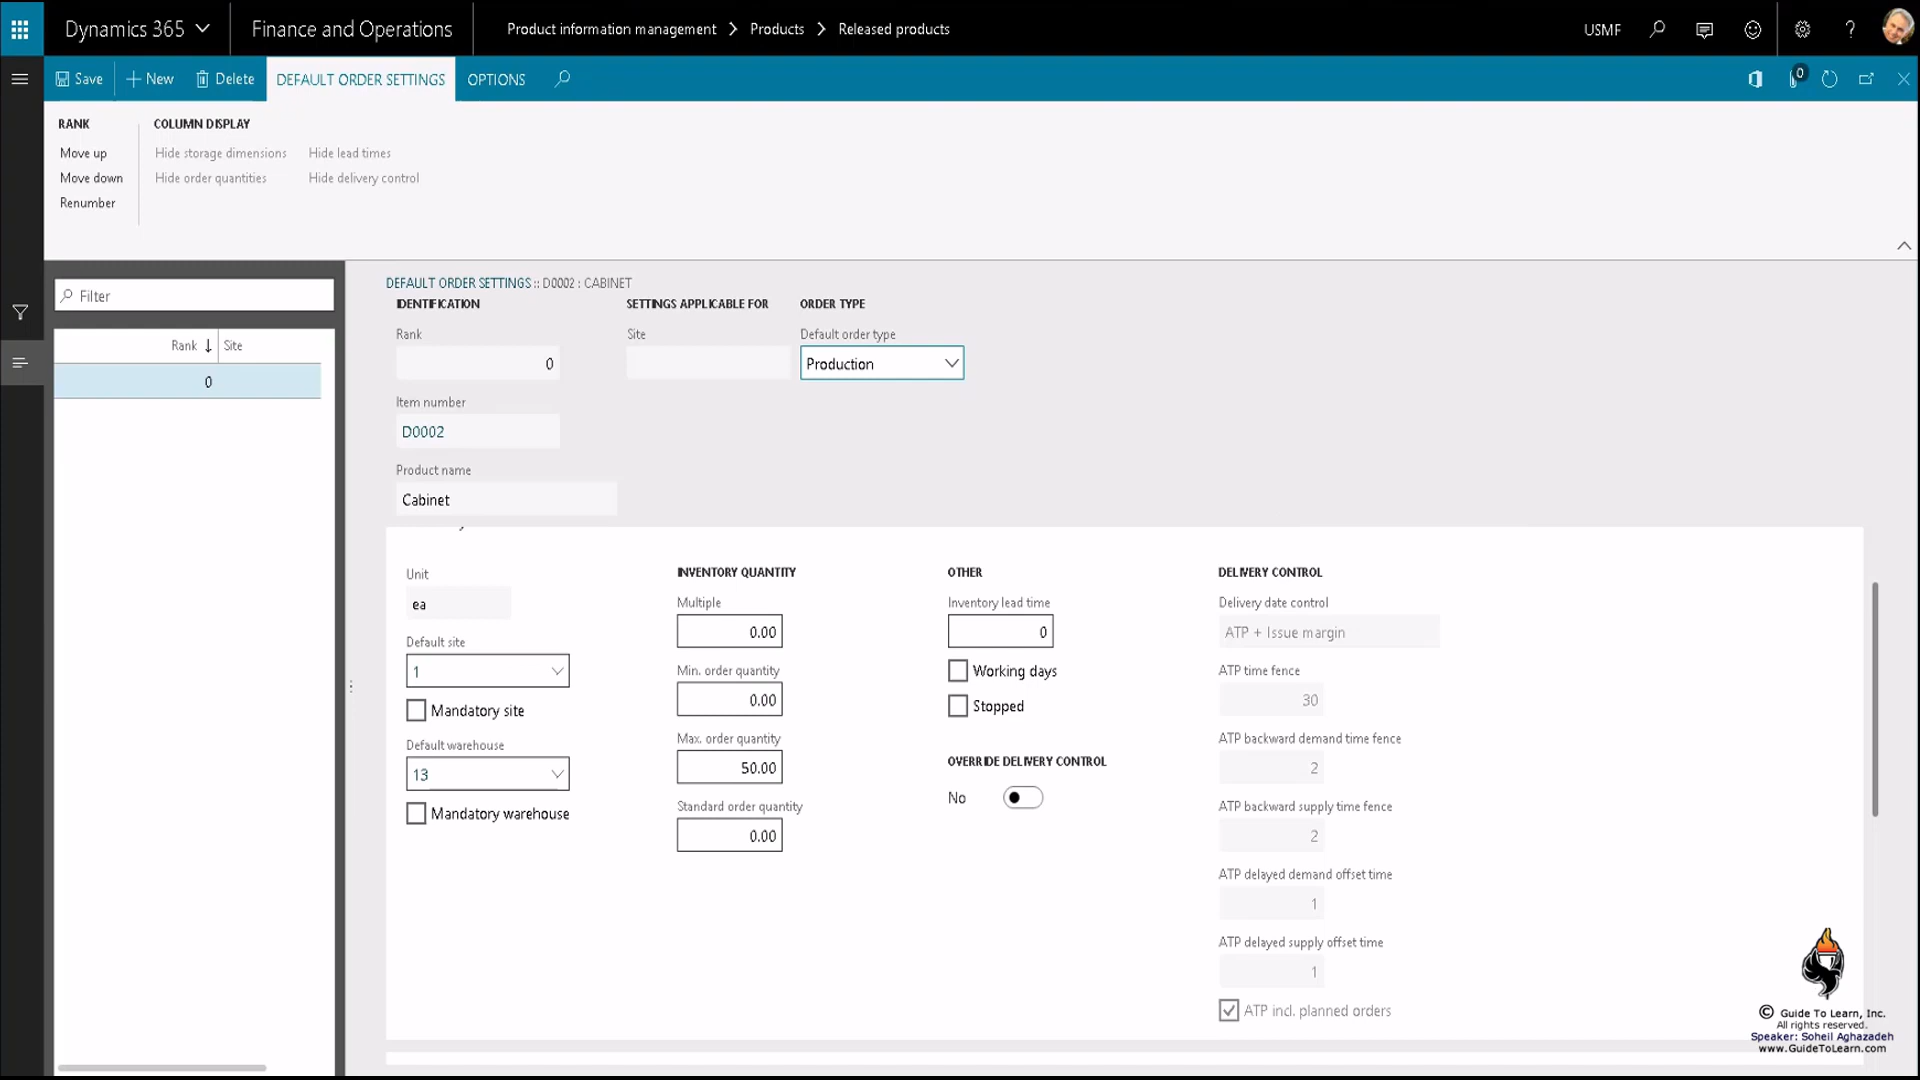 Dynamics 365
Finance and Operations
Product information management
Products
Released products
USMF
Save
New
Delete
DEFAULT ORDER SETTINGS
OPTIONS
0
RANK
Move up
Move down
Renumber
COLUMN DISPLAY
Hide storage dimensions
Hide lead times
Hide order quantities
Hide delivery control
Filter
Rank
Site
0
DEFAULT ORDER SETTINGS :: D0002 : CABINET
IDENTIFICATION
Rank
0
Item number
D0002
Product name
Cabinet
SETTINGS APPLICABLE FOR
Site
ORDER TYPE
Default order type
Production
Unit
ea
Default site
1
Mandatory site
Default warehouse
13
Mandatory warehouse
INVENTORY QUANTITY
Multiple
0.00
Min. order quantity
0.00
Max. order quantity
50.00
Standard order quantity
0.00
OTHER
Inventory lead time
0
Working days
Stopped
OVERRIDE DELIVERY CONTROL
No
DELIVERY CONTROL
Delivery date control
ATP + Issue margin
ATP time fence
30
ATP backward demand time fence
2
ATP backward supply time fence
2
ATP delayed demand offset time
1
ATP delayed supply offset time
1
ATP incl. planned orders
© Guide To Learn, Inc.
All rights reserved.
Speaker: Soheil Aghazadeh
www.GuideToLearn.com